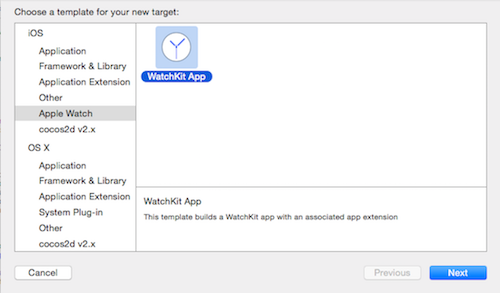 Choose a template for your new target:
iOS
Application
Framework & Library
Application Extension
Other
Apple Watch
cocos2d v2.x
OS X
Application
Framework & Library
Application Extension
System Plug-in
Other
cocos2d v2.x
WatchKit App
WatchKit App
This template builds a WatchKit app with an associated app extension
Cancel
Previous
Next